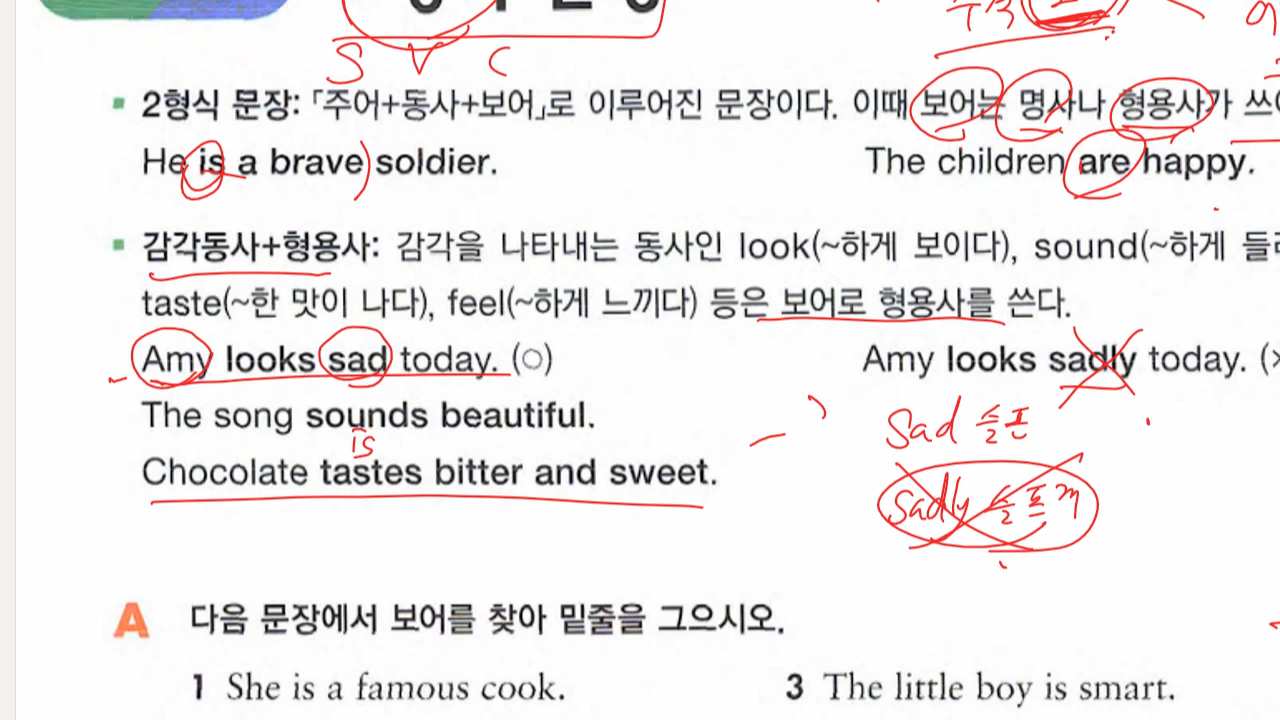 S V C
2형식 문장: 「주어+동사+보어」로 이루어진 문장이다. 이때 보어는 명사나 형용사가
He is a brave soldier.
The children are happy.
감각동사+형용사: 감각을 나타내는 동사인 look(~하게 보이다), sound(~하게
taste(~한 맛이 나다), feel(~하게 느끼다) 등은 보어로 형용사를 쓴다.
Amy looks sad today. (○)
Amy looks sadly today. (×
The song sounds beautiful.
sad 슬픈
is
Chocolate tastes bitter and sweet.
sadly 슬프게
A 다음 문장에서 보어를 찾아 밑줄을 그으시오.
1 She is a famous cook.
3 The little boy is smart.